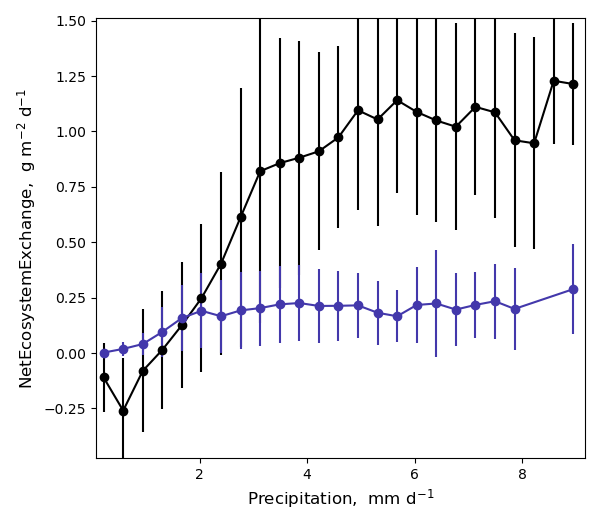 1.50
1.25
1.00
0.75
0.50
0.25
0.00
−0.25
NetEcosystemExchange, g m⁻² d⁻¹
2 4 6 8
Precipitation, mm d⁻¹